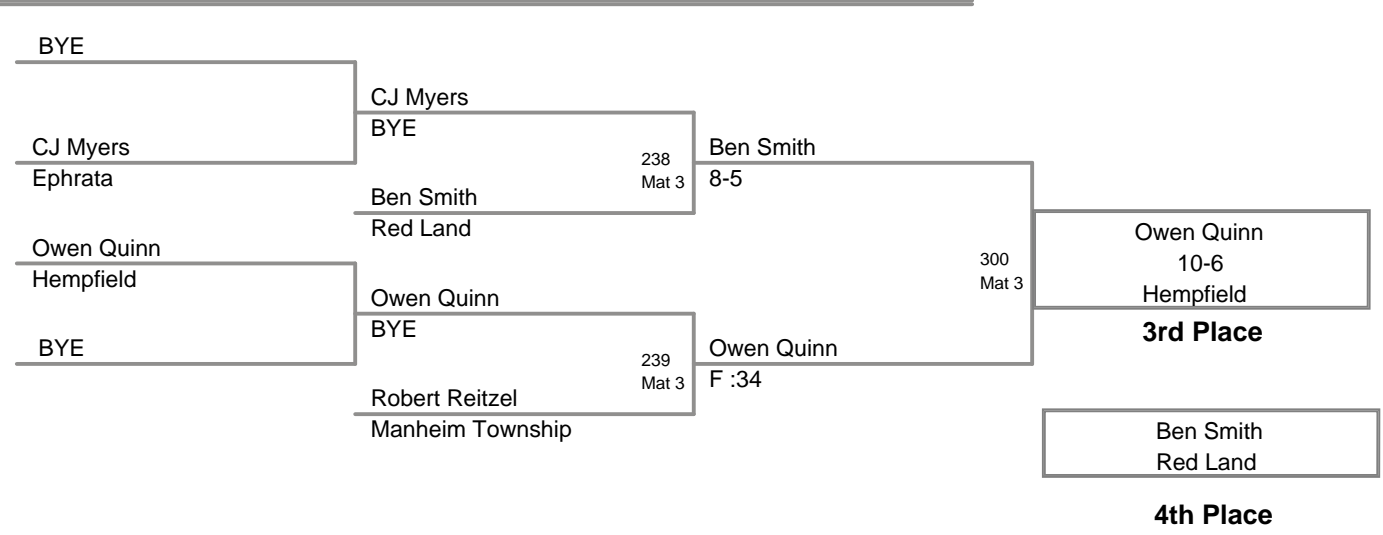 BYE
CJ Myers
Ephrata
Owen Quinn
Hempfield
BYE
CJ Myers
BYE
238
Mat 3
Ben Smith
Red Land
Owen Quinn
BYE
239
Mat 3
Robert Reitzel
Manheim Township
Ben Smith
8-5
300
Mat 3
Owen Quinn
F :34
Owen Quinn
10-6
Hempfield
3rd Place
Ben Smith
Red Land
4th Place